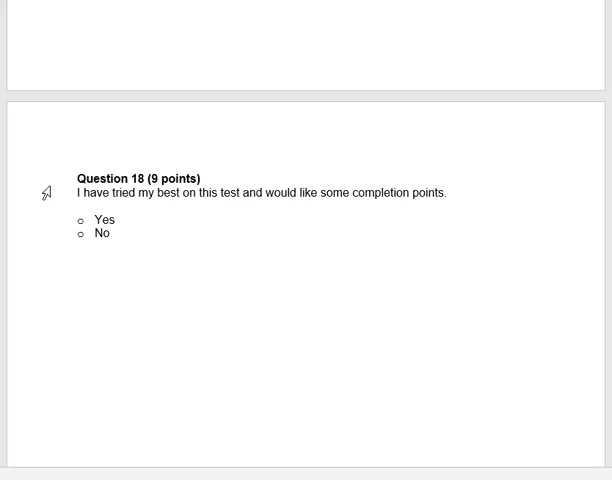 Question 18 (9 points)
I have tried my best on this test and would like some completion points.
o Yes
o No